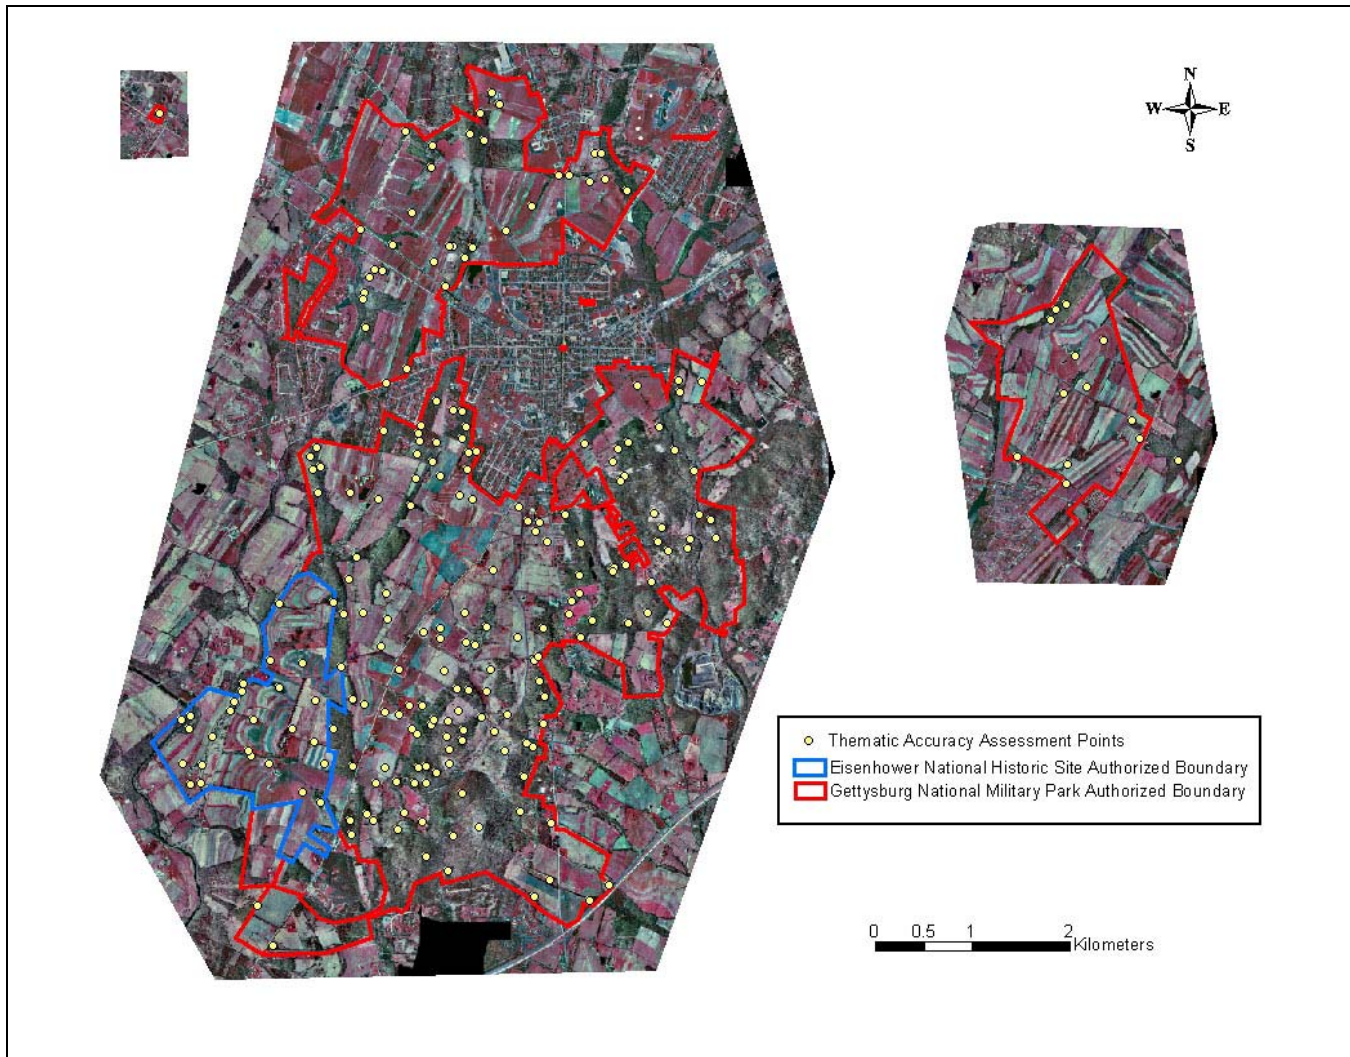 N
W E
S
Thematic Accuracy Assessment Points
Eisenhower National Historic Site Authorized Boundary
Gettysburg National Military Park Authorized Boundary
0 0.5 1 2
Kilometers